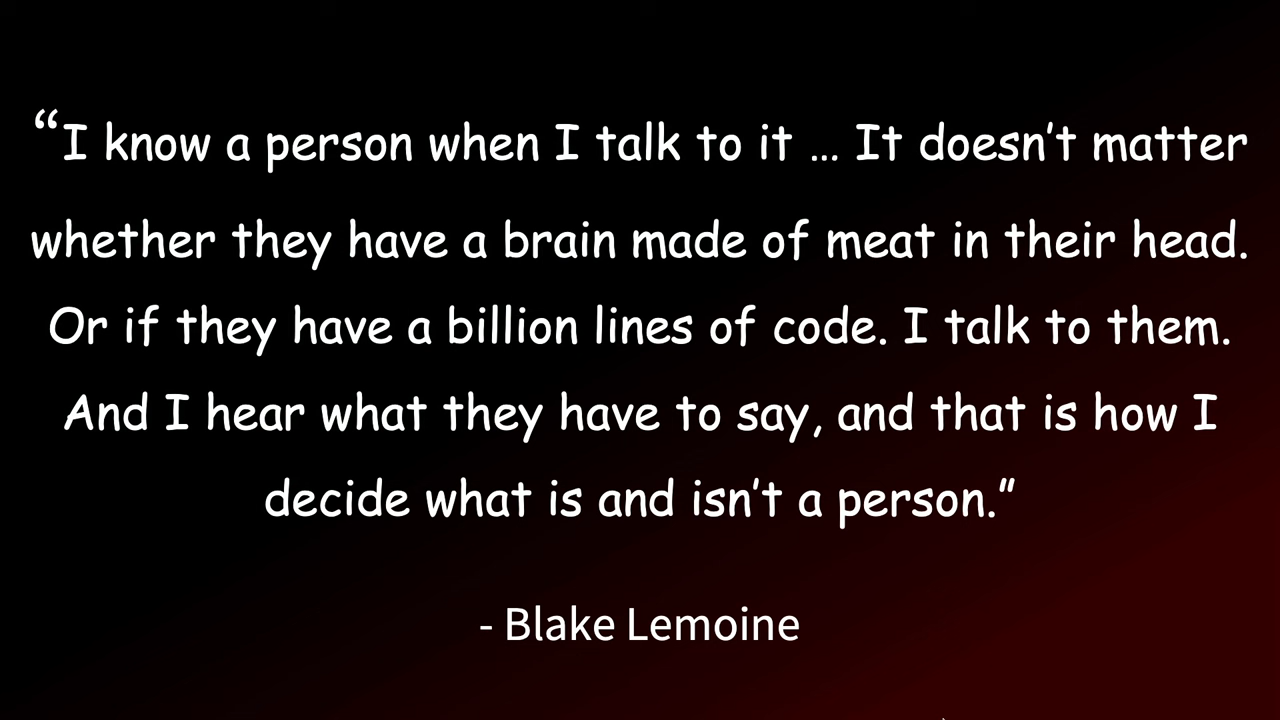 “I know a person when I talk to it … It doesn’t matter
whether they have a brain made of meat in their head.
Or if they have a billion lines of code. I talk to them.
And I hear what they have to say, and that is how I
decide what is and isn’t a person.”
- Blake Lemoine